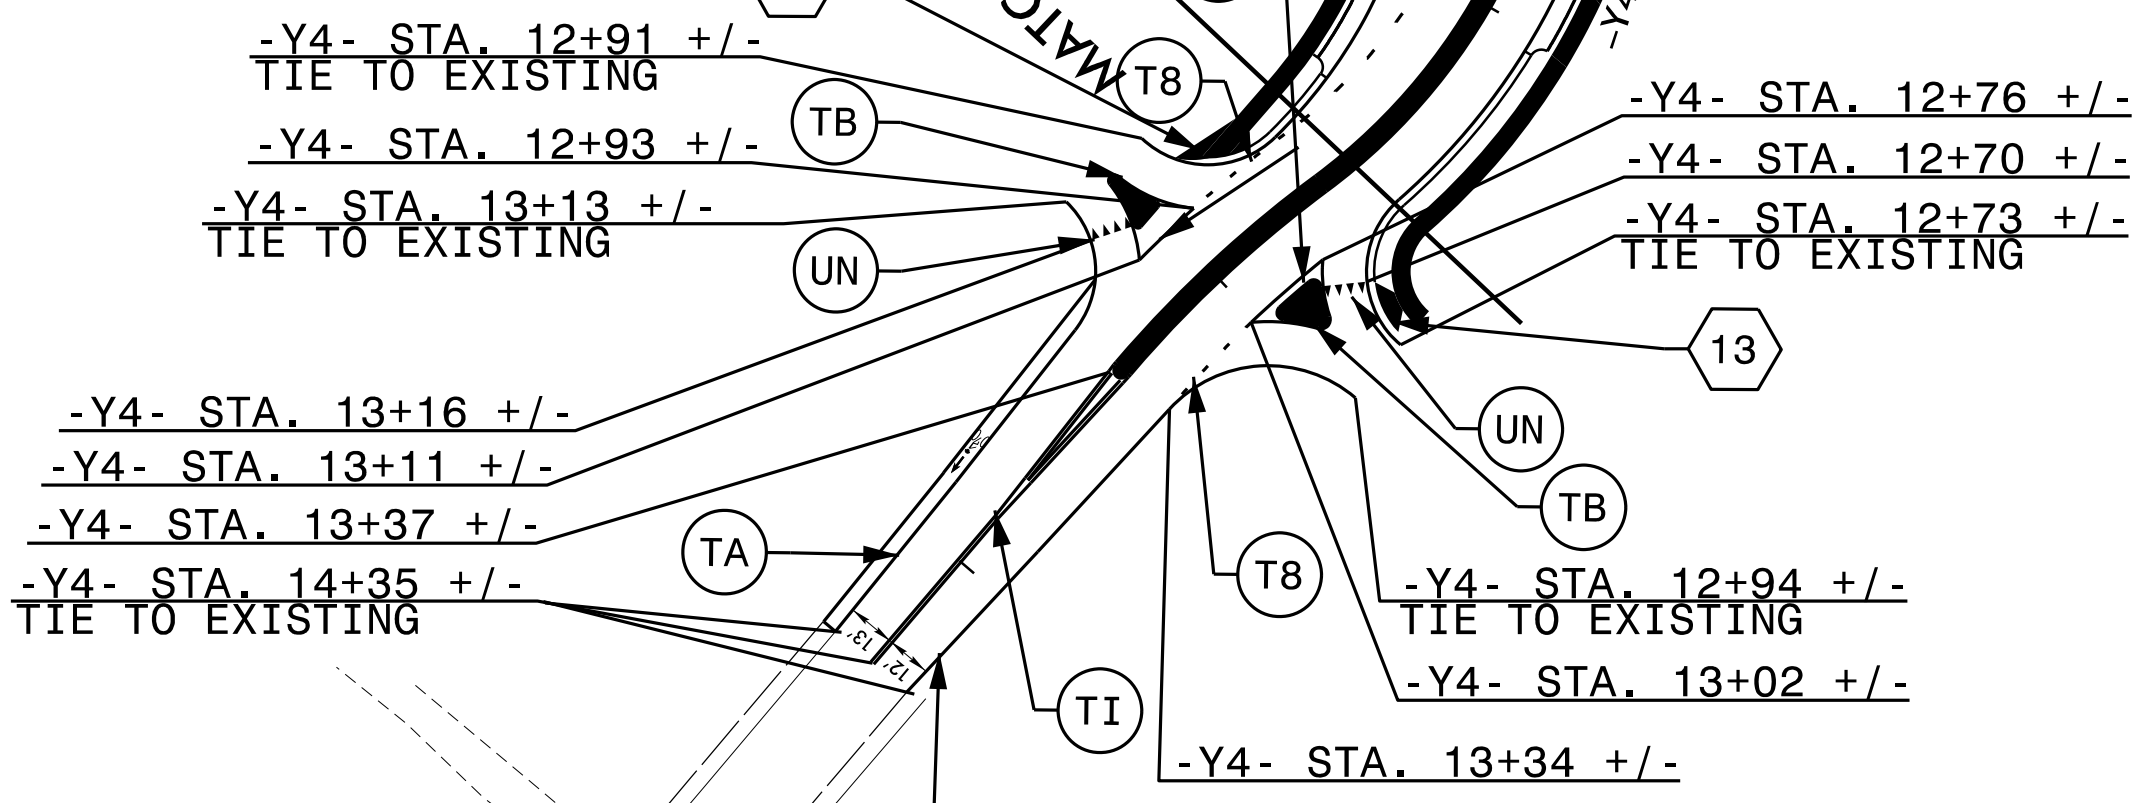 -Y4- STA. 12+91 +/-
TIE TO EXISTING
-Y4- STA. 12+93 +/-
-Y4- STA. 13+13 +/-
TIE TO EXISTING
TB
UN
MATC
T8
-Y4
-Y4- STA. 12+76 +/-
-Y4- STA. 12+70 +/-
-Y4- STA. 12+73 +/-
TIE TO EXISTING
13
UN
TB
-Y4- STA. 13+16 +/-
-Y4- STA. 13+11 +/-
-Y4- STA. 13+37 +/-
-Y4- STA. 14+35 +/-
TIE TO EXISTING
TA
13'
12'
T8
TI
-Y4- STA. 12+94 +/-
TIE TO EXISTING
-Y4- STA. 13+02 +/-
-Y4- STA. 13+34 +/-